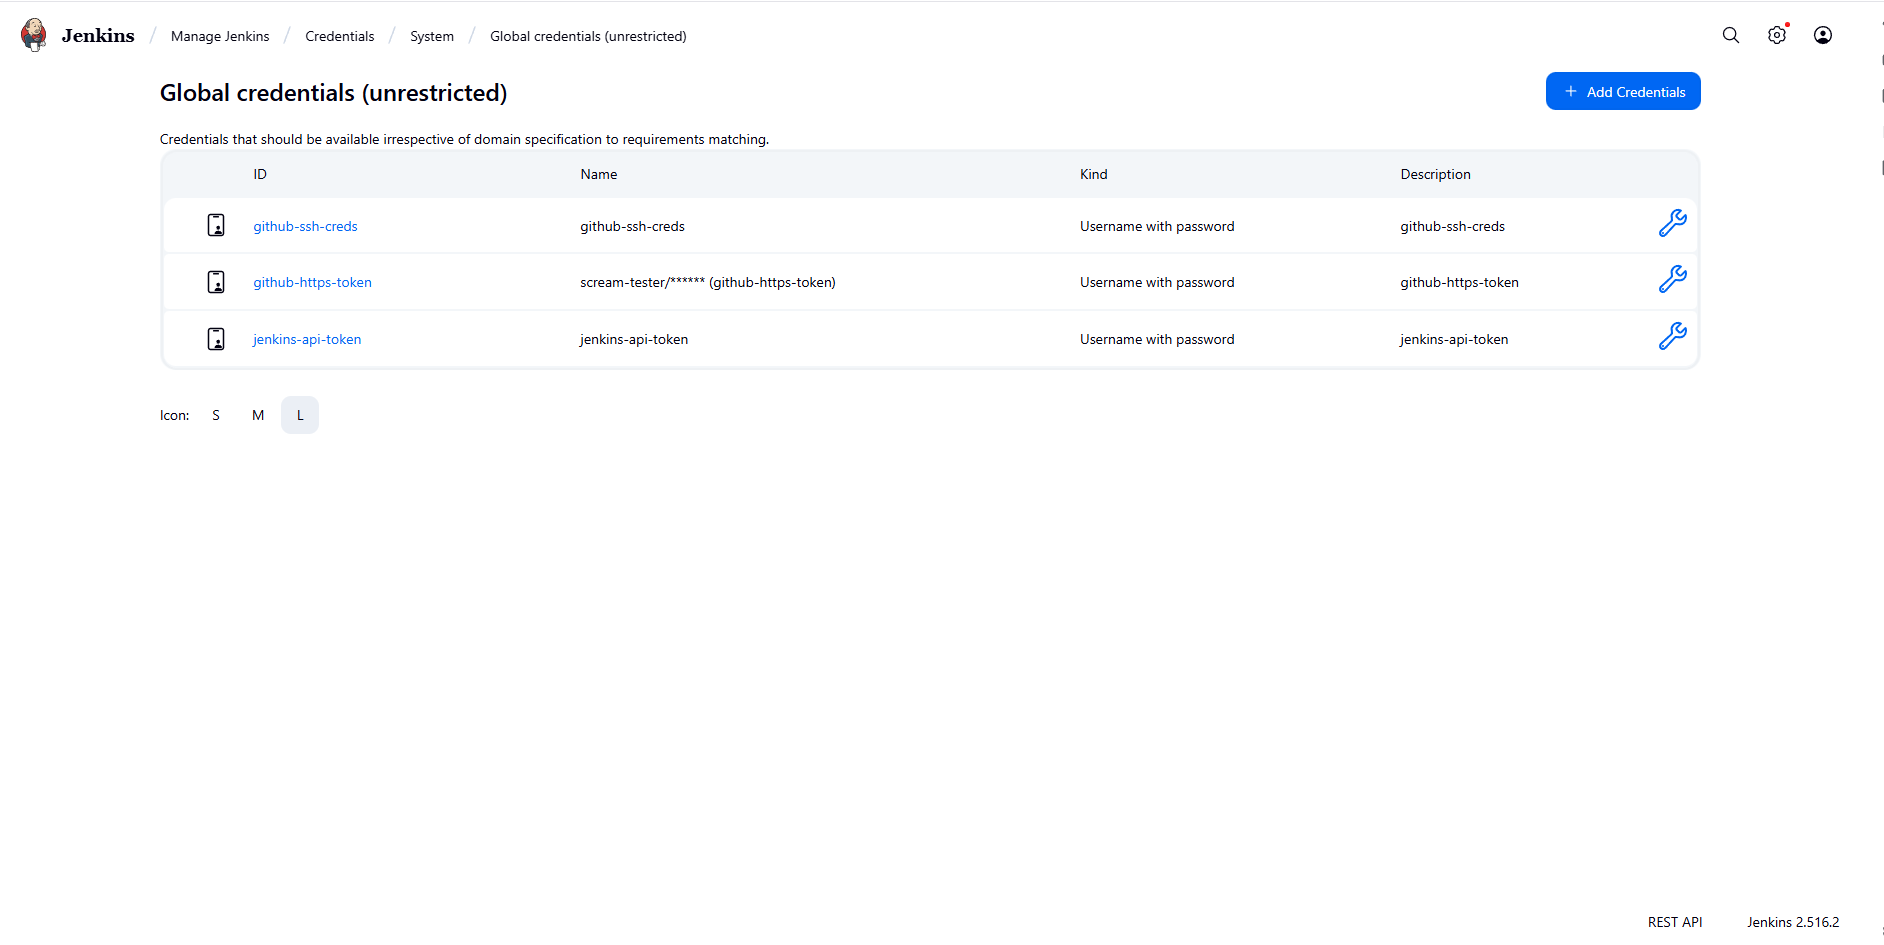 Jenkins / Manage Jenkins / Credentials / System / Global credentials (unrestricted)
Global credentials (unrestricted)
+ Add Credentials
Credentials that should be available irrespective of domain specification to requirements matching.
ID Name Kind Description
github-ssh-creds github-ssh-creds Username with password github-ssh-creds
github-https-token scream-tester/****** (github-https-token) Username with password github-https-token
jenkins-api-token jenkins-api-token Username with password jenkins-api-token
Icon: S M L
REST API Jenkins 2.516.2